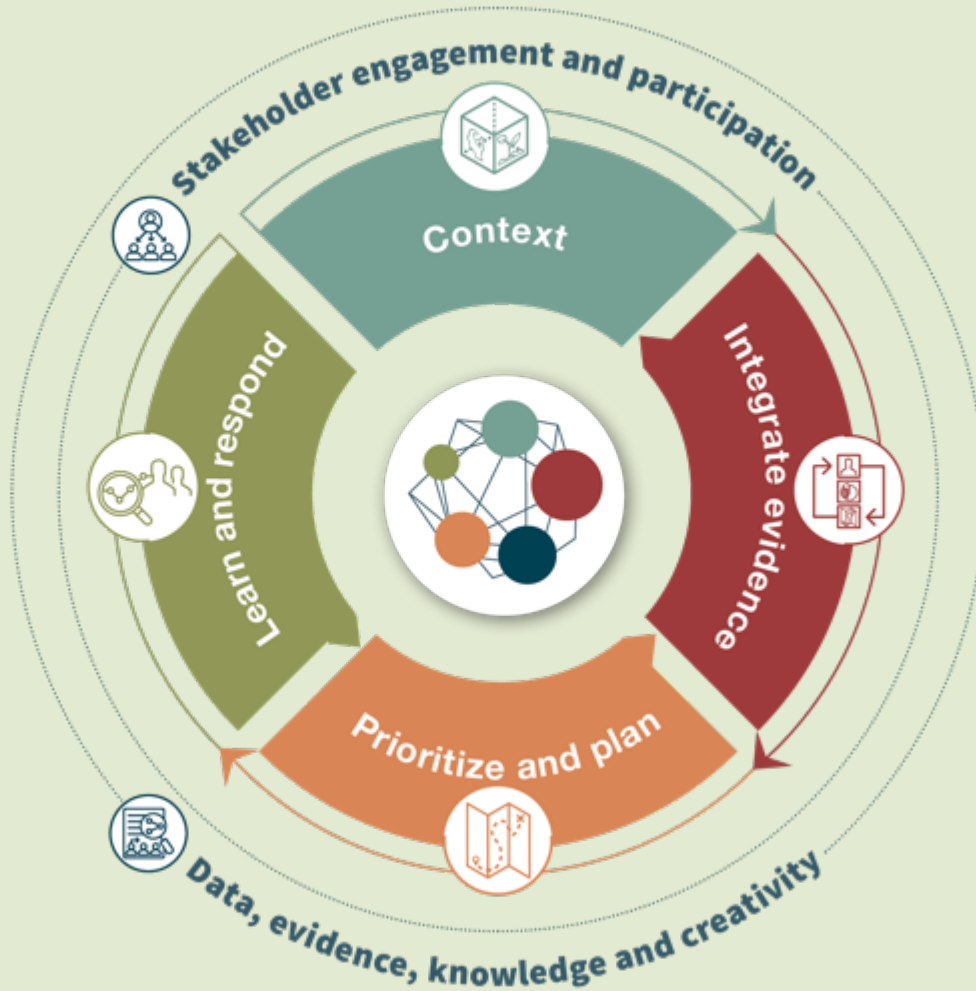 Stakeholder engagement and participation
Context
Integrate evidence
Prioritize and plan
Learn and respond
Data, evidence, knowledge and creativity